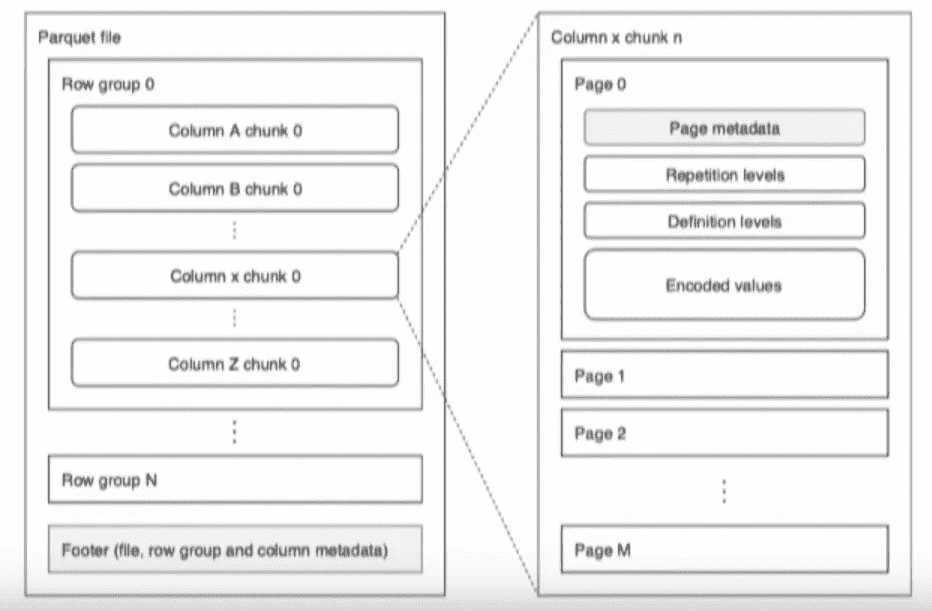 Parquet file
Row group 0
Column A chunk 0
Column B chunk 0
Column x chunk 0
Column Z chunk 0
Row group N
Footer (file, row group and column metadata)
Column x chunk n
Page 0
Page metadata
Repetition levels
Definition levels
Encoded values
Page 1
Page 2
Page M